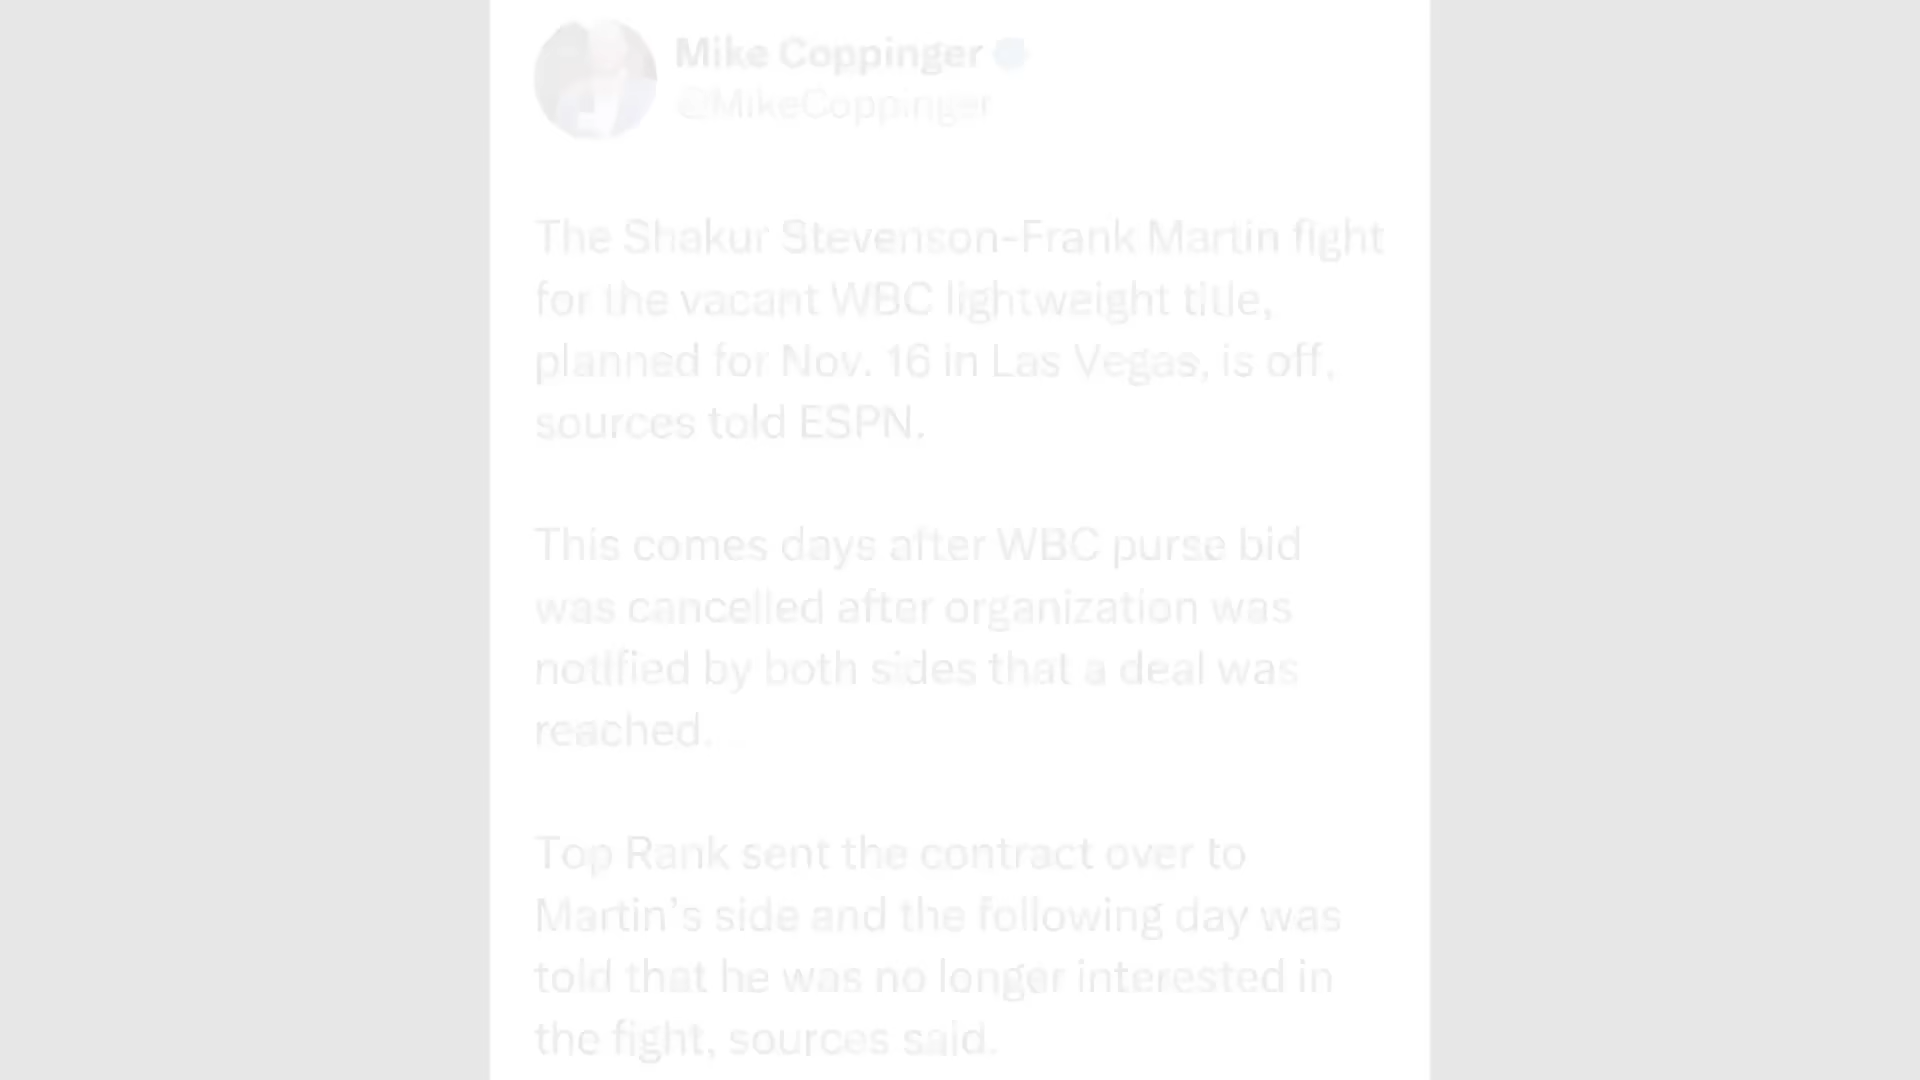 Mike Coppinger
@MikeCoppinger
The Shakur Stevenson-Frank Martin fight
for the vacant WBC lightweight title,
planned for Nov. 16 in Las Vegas, is off,
sources told ESPN.
This comes days after WBC purse bid
was cancelled after organization was
notified by both sides that a deal was
reached.
Top Rank sent the contract over to
Martin’s side and the following day was
told that he was no longer interested in
the fight, sources said.